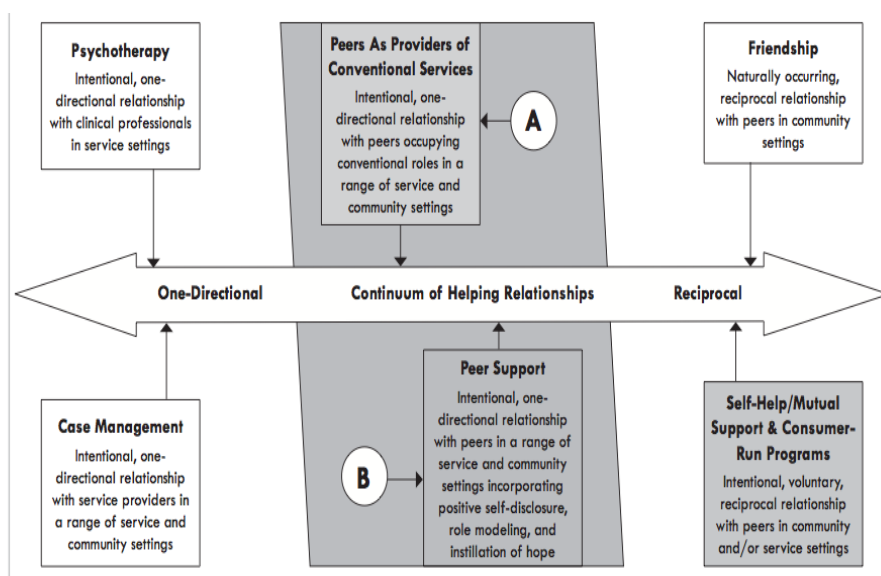 Psychotherapy
Intentional, one-
directional relationship
with clinical professionals
in service settings
Peers As Providers of
Conventional Services
Intentional, one-
directional relationship
with peers occupying
conventional roles in a
range of service and
community settings
A
Friendship
Naturally occurring,
reciprocal relationship
with peers in community
settings
One-Directional
Continuum of Helping Relationships
Reciprocal
Case Management
Intentional, one-
directional relationship
with service providers in
a range of service and
community settings
B
Peer Support
Intentional, one-
directional relationship
with peers in a range of
service and community
settings incorporating
positive self-disclosure,
role modeling, and
instillation of hope
Self-Help/Mutual
Support & Consumer-
Run Programs
Intentional, voluntary,
reciprocal relationship
with peers in community
and/or service settings